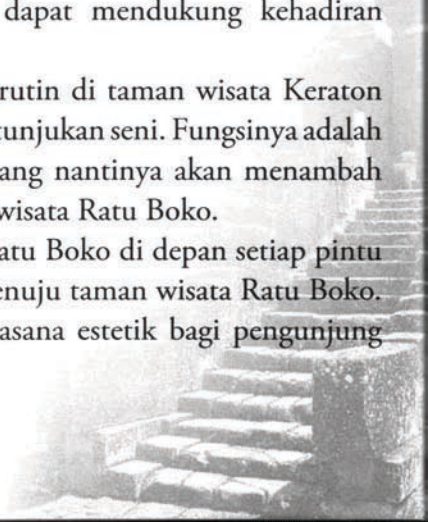 dapat mendukung kehadiran
rutin di taman wisata Keraton
tunjukan seni. Fungsinya adalah
ang nantinya akan menambah
wisata Ratu Boko.
atu Boko di depan setiap pintu
enuju taman wisata Ratu Boko.
asana estetik bagi pengunjung